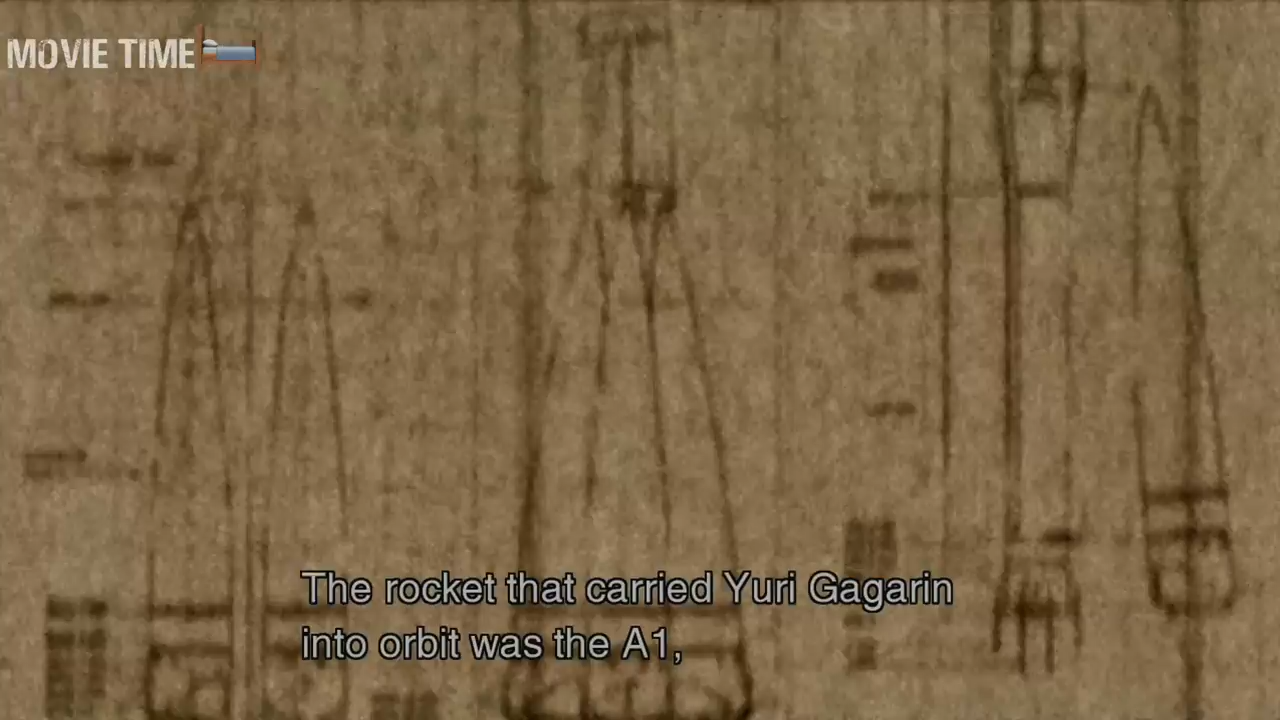 MOVIE TIME
The rocket that carried Yuri Gagarin
into orbit was the A1,